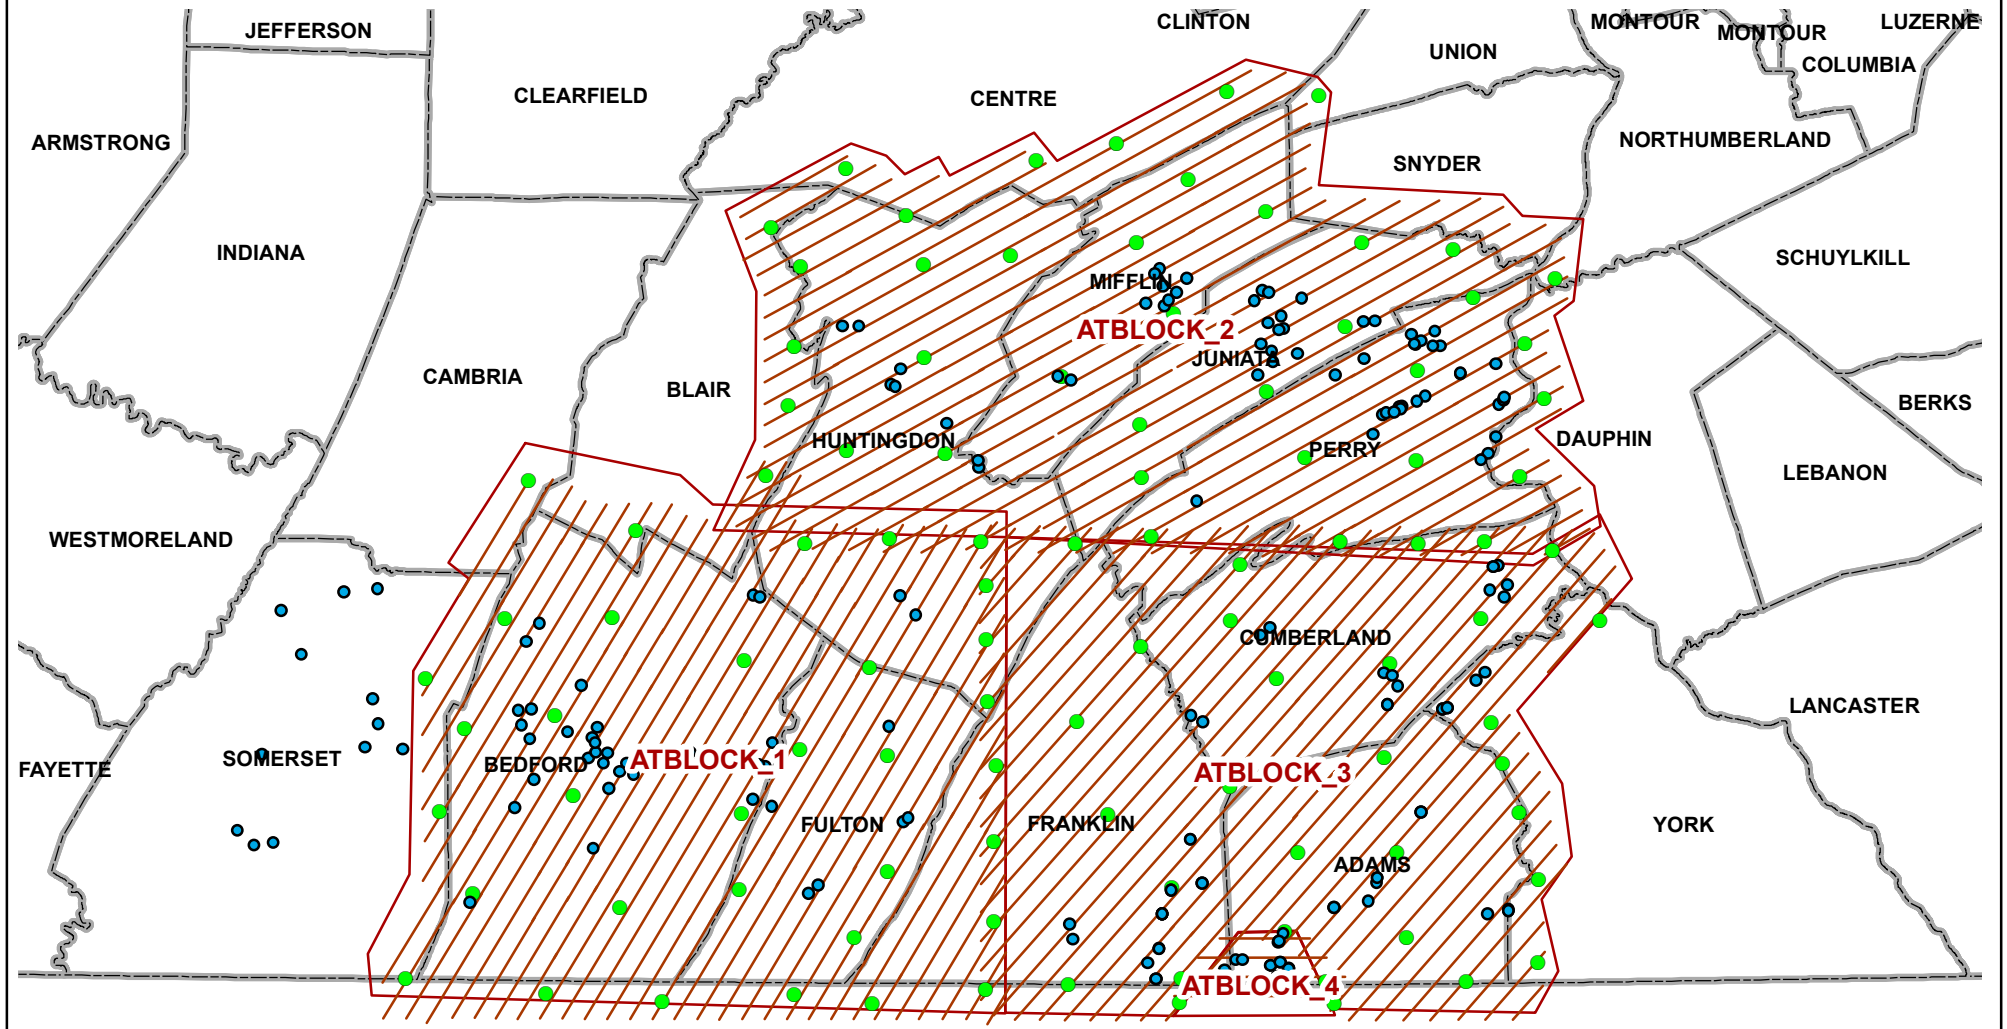 CLINTON
MONTOUR
LUZERNE
JEFFERSON
MONTOUR
UNION
COLUMBIA
CLEARFIELD
CENTRE
ARMSTRONG
NORTHUMBERLAND
SNYDER
INDIANA
SCHUYLKILL
MIFFLIN
ATBLOCK_2
JUNIATA
CAMBRIA
BLAIR
BERKS
HUNTINGDON
PERRY
DAUPHIN
LEBANON
WESTMORELAND
CUMBERLAND
LANCASTER
SOMERSET
BEDFORD
ATBLOCK_1
FAYETTE
ATBLOCK_3
FULTON
FRANKLIN
YORK
ADAMS
ATBLOCK_4